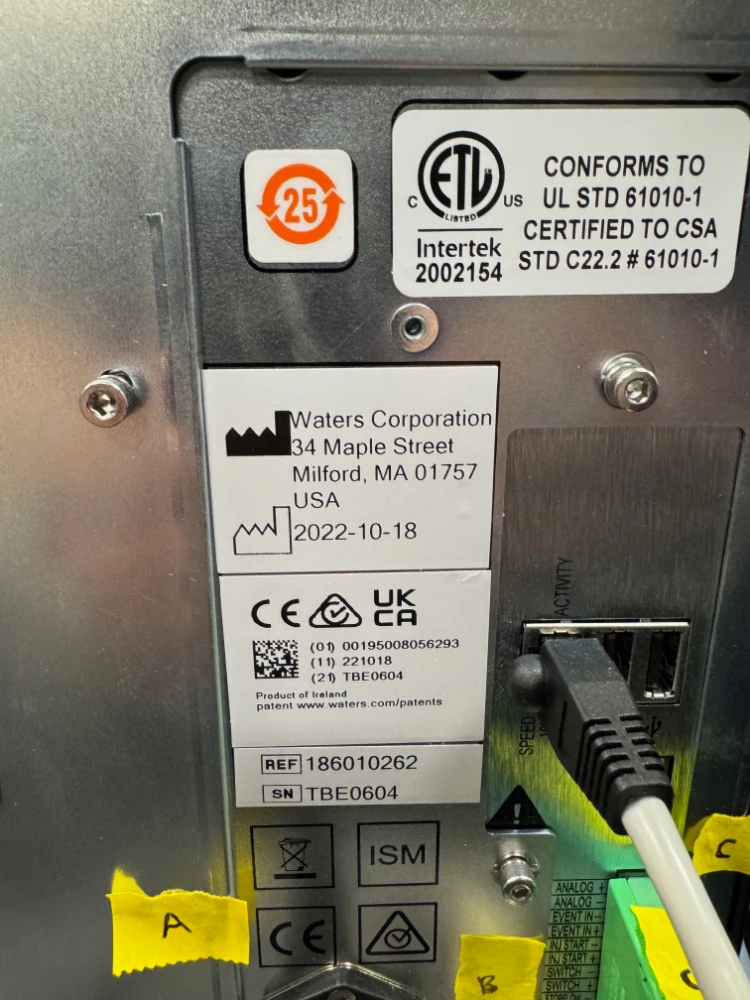 25
C ETL US
LISTED
Intertek
2002154
CONFORMS TO
UL STD 61010-1
CERTIFIED TO CSA
STD C22.2 # 61010-1
Waters Corporation
34 Maple Street
Milford, MA 01757
USA
2022-10-18
CE UK
CA
(01) 00195008056293
(11) 221018
(21) TBE0604
Product of Ireland
patent www.waters.com/patents
REF 186010262
SN TBE0604
ISM
CE
ACTIVITY
SPEED
ANALOG +
ANALOG -
EVENT IN-
EVENT IN+
INJ START -
INJ START +
SWITCH -
SWITCH +
A
B
C